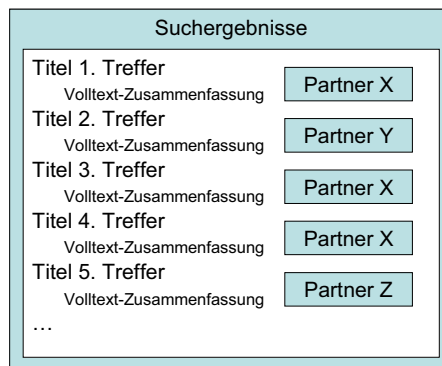 Suchergebnisse
Titel 1. Treffer
Volltext-Zusammenfassung
Partner X
Titel 2. Treffer
Volltext-Zusammenfassung
Partner Y
Titel 3. Treffer
Volltext-Zusammenfassung
Partner X
Titel 4. Treffer
Volltext-Zusammenfassung
Partner X
Titel 5. Treffer
Volltext-Zusammenfassung
Partner Z
…